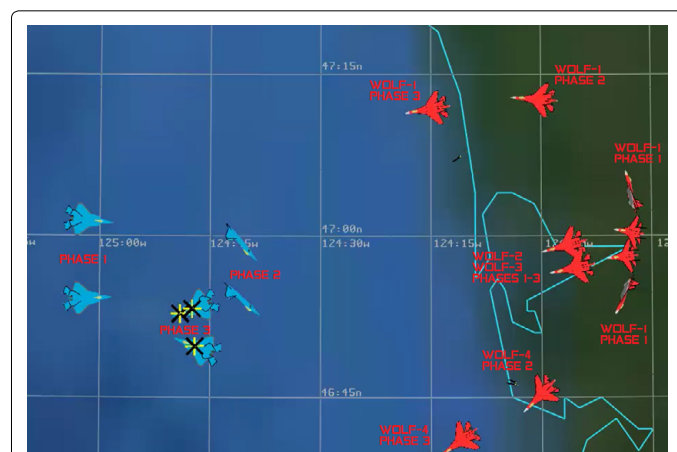 47:15n
WOLF-1
PHASE 3
WOLF-1
PHASE 2
WOLF-1
PHASE 1
47:00n
125:00w
124:45w
124:30w
124:15w
PHASE 1
PHASE 2
WOLF-2
WOLF-3
PHASES 1-3
PHASE 3
WOLF-1
PHASE 1
WOLF-4
PHASE 2
46:45n
WOLF-4
PHASE 3